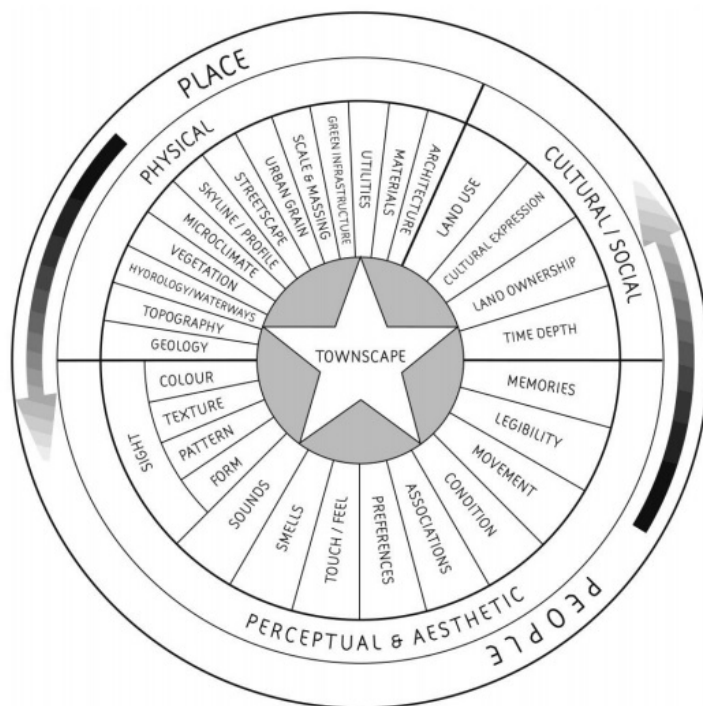 PLACE
PHYSICAL
GEOLOGY
TOPOGRAPHY
HYDROLOGY/WATERWAYS
VEGETATION
MICROCLIMATE
SKYLINE / PROFILE
STREETSCAPE
URBAN GRAIN
SCALE & MASSING
GREEN INFRASTRUCTURE
UTILITIES
MATERIALS
ARCHITECTURE
CULTURAL / SOCIAL
LAND USE
CULTURAL EXPRESSION
LAND OWNERSHIP
TIME DEPTH
TOWNSCAPE
MEMORIES
LEGIBILITY
MOVEMENT
CONDITION
ASSOCIATIONS
PREFERENCES
TOUCH / FEEL
SMELLS
SOUNDS
SIGHT
FORM
PATTERN
TEXTURE
COLOUR
PERCEPTUAL & AESTHETIC
PEOPLE